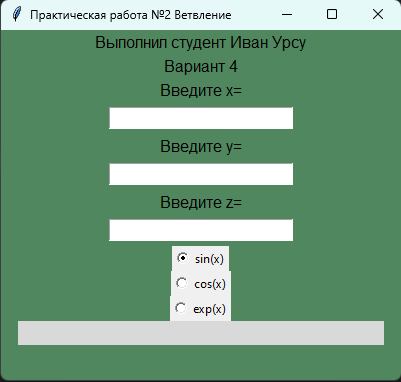 Практическая работа №2 Ветвление
Выполнил студент Иван Урсу
Вариант 4
Введите x=
Введите y=
Введите z=
sin(x)
cos(x)
exp(x)